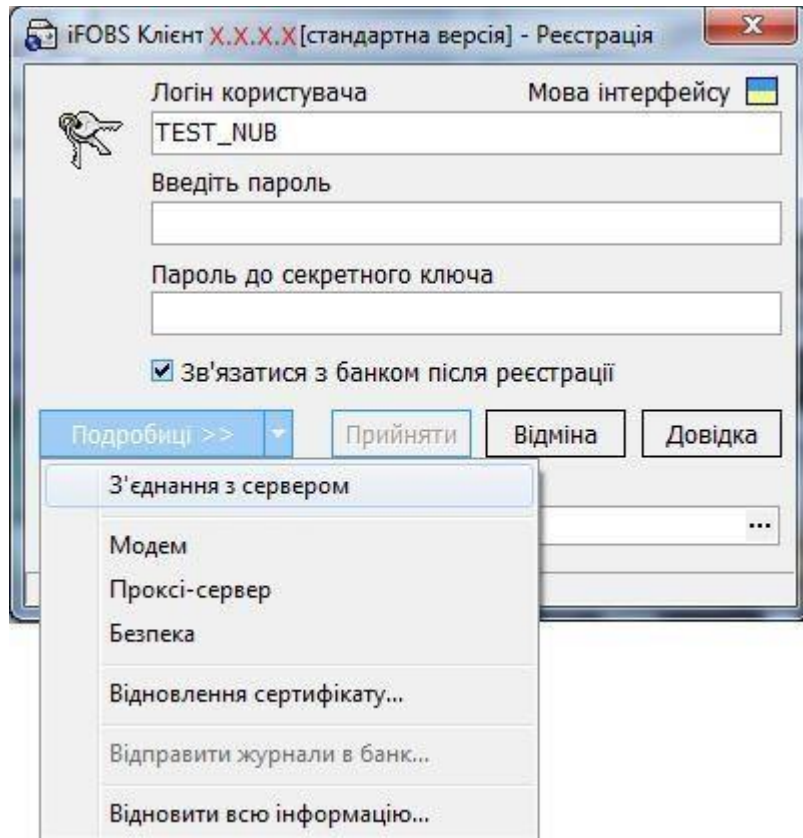 iFOBS Клієнт X.X.X.X [стандартна версія] - Реєстрація
Логін користувача Мова інтерфейсу
TEST_NUB
Введіть пароль
Пароль до секретного ключа
Зв'язатися з банком після реєстрації
Подробиці >> Прийняти Відміна Довідка
З'єднання з сервером
...
Модем
Проксі-сервер
Безпека
Відновлення сертифікату...
Відправити журнали в банк...
Відновити всю інформацію...